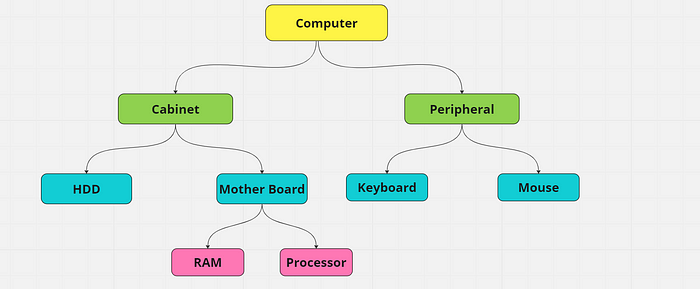 Computer
Cabinet
Peripheral
HDD
Mother Board
Keyboard
Mouse
RAM
Processor